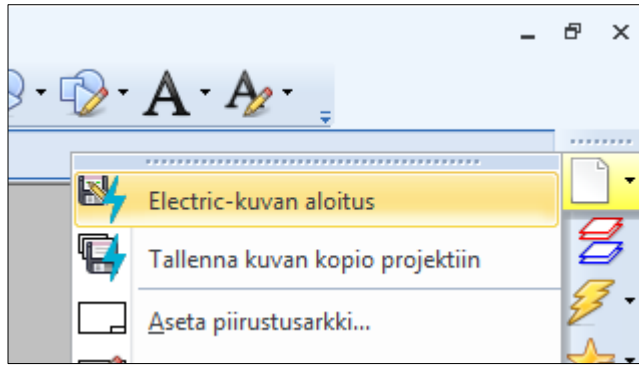 Electric-kuvan aloitus
Tallenna kuvan kopio projektiin
Aseta piirustusarkki...